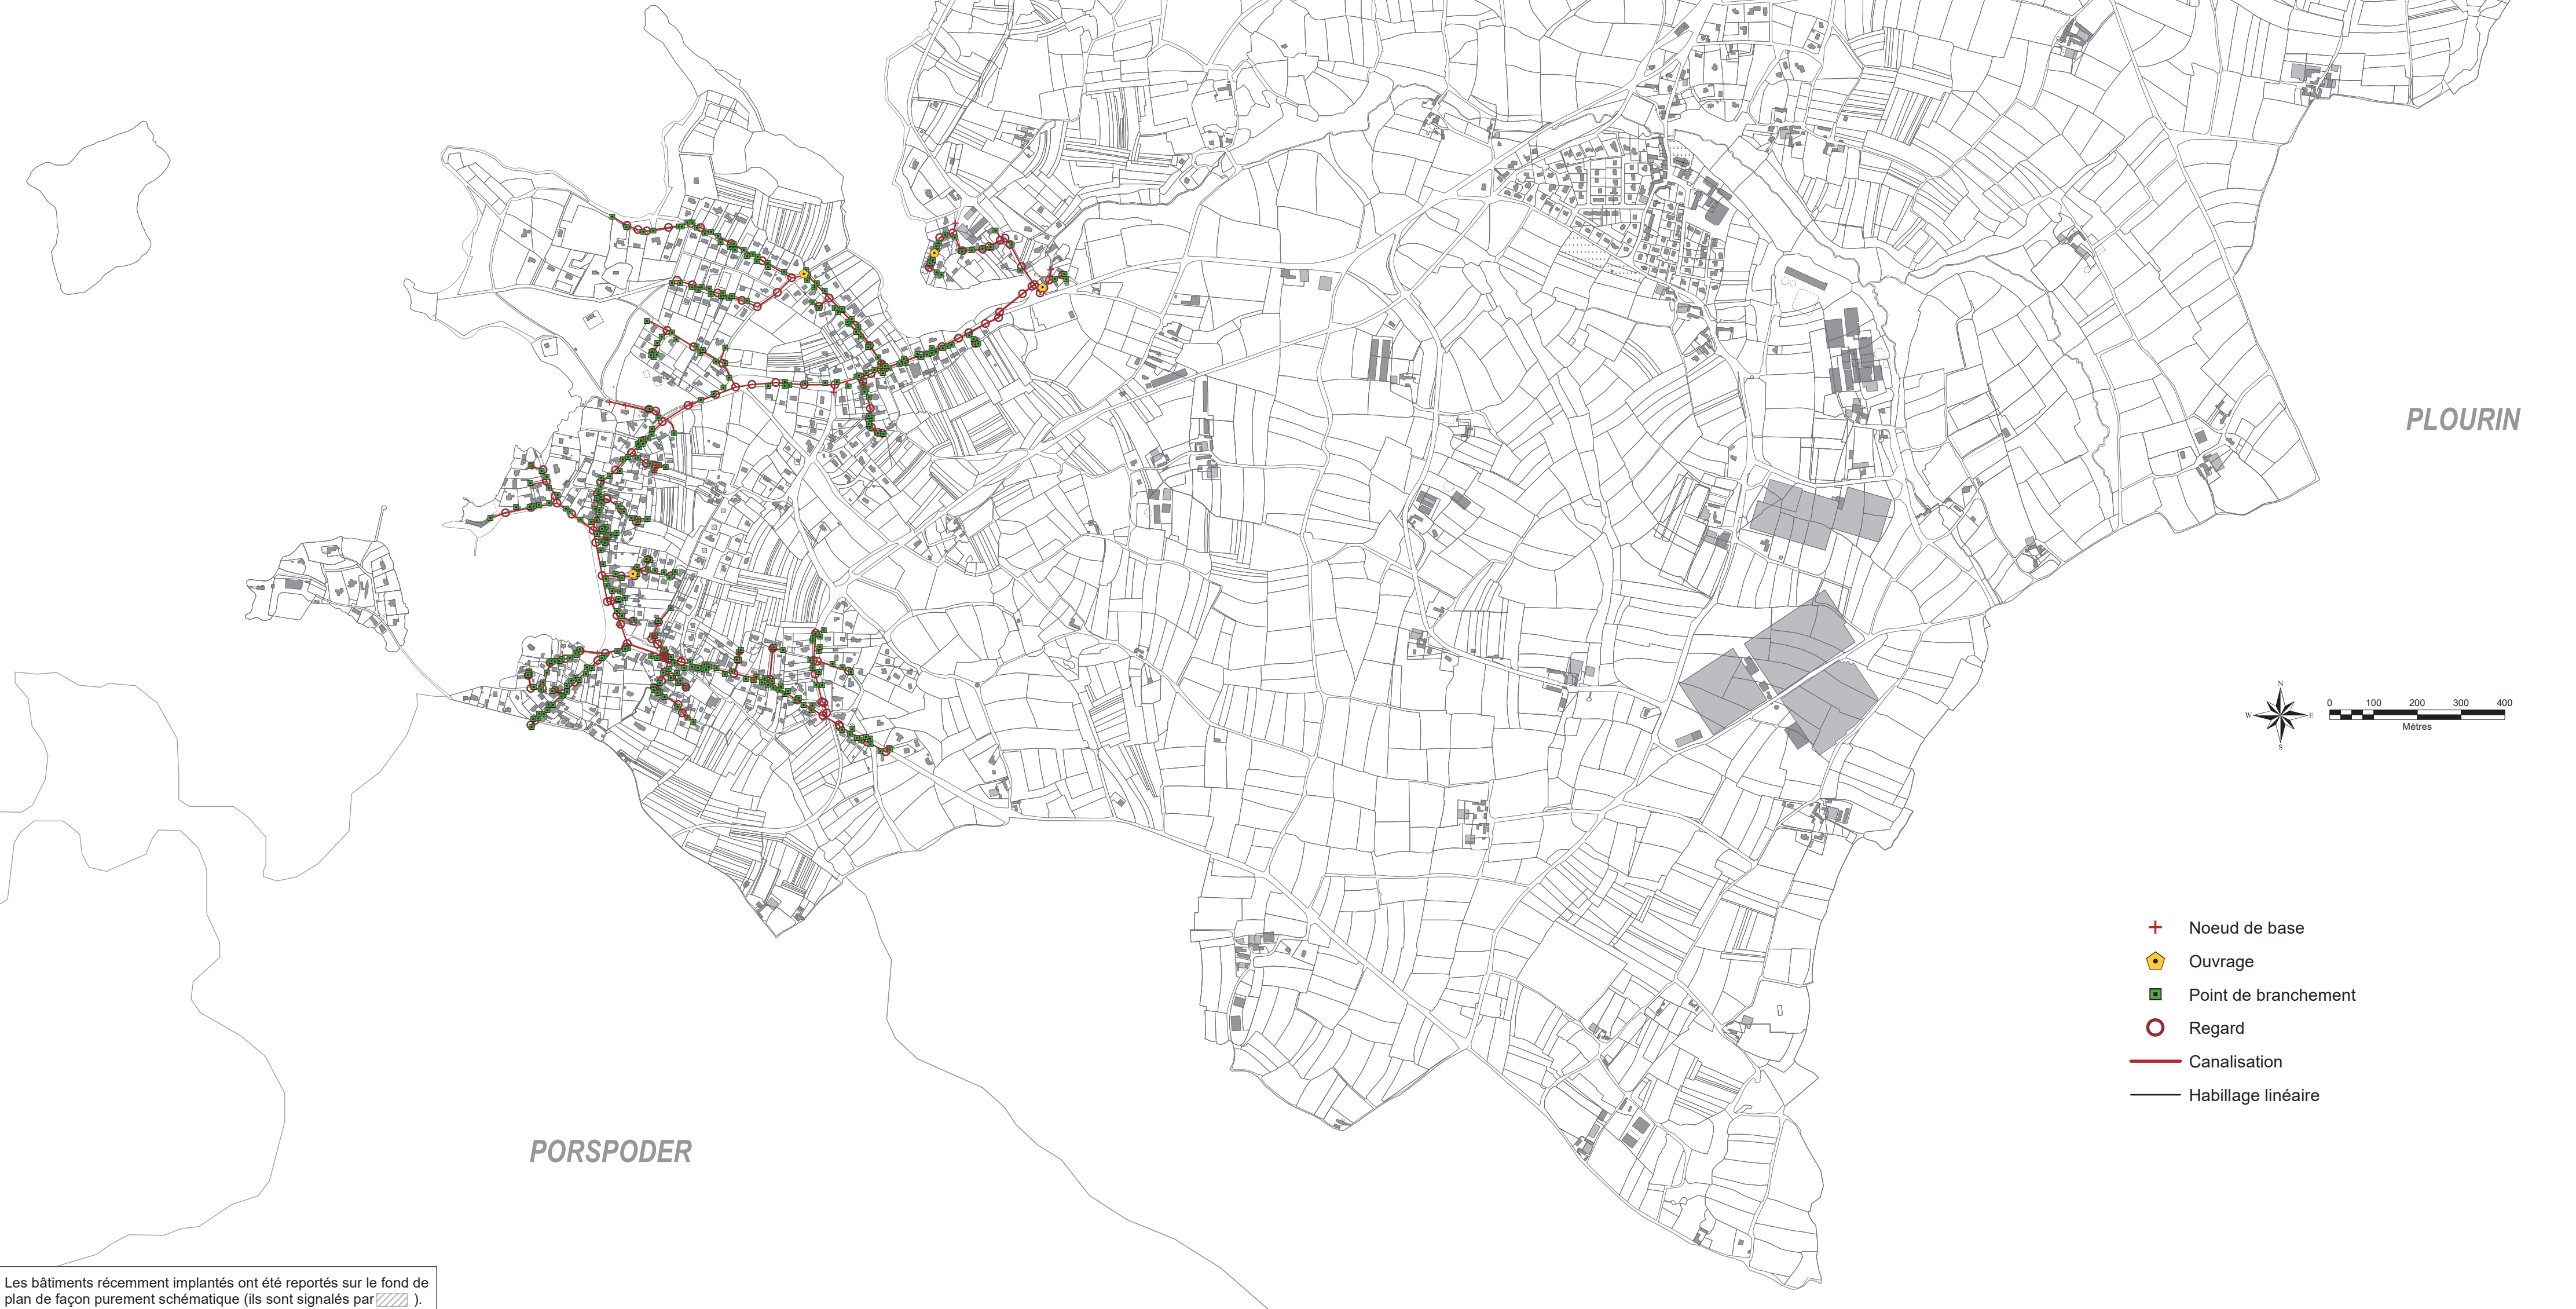 PLOURIN
N
W
E
S
0 100 200 300 400
Mètres
Noeud de base
Ouvrage
Point de branchement
Regard
Canalisation
Habillage linéaire
PORSPODER
Les bâtiments récemment implantés ont été reportés sur le fond de
plan de façon purement schématique (ils sont signalés par ).